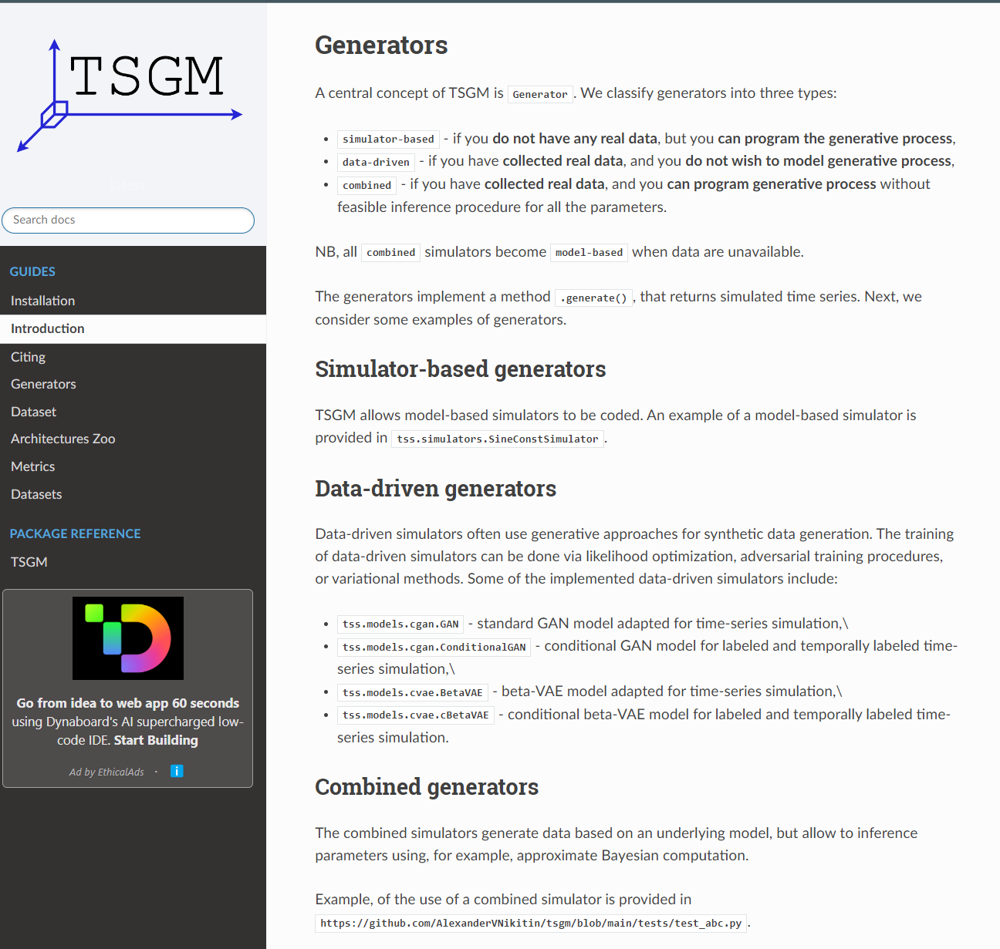 TSGM
latest
Search docs
GUIDES
Installation
Introduction
Citing
Generators
Dataset
Architectures Zoo
Metrics
Datasets
PACKAGE REFERENCE
TSGM
Go from idea to web app 60 seconds
using Dynaboard's AI supercharged low-
code IDE. Start Building
Ad by EthicalAds · i
Generators
A central concept of TSGM is Generator. We classify generators into three types:
• simulator-based - if you do not have any real data, but you can program the generative process,
• data-driven - if you have collected real data, and you do not wish to model generative process,
• combined - if you have collected real data, and you can program generative process without
feasible inference procedure for all the parameters.
NB, all combined simulators become model-based when data are unavailable.
The generators implement a method .generate(), that returns simulated time series. Next, we
consider some examples of generators.
Simulator-based generators
TSGM allows model-based simulators to be coded. An example of a model-based simulator is
provided in tss.simulators.SineConstSimulator.
Data-driven generators
Data-driven simulators often use generative approaches for synthetic data generation. The training
of data-driven simulators can be done via likelihood optimization, adversarial training procedures,
or variational methods. Some of the implemented data-driven simulators include:
• tss.models.cgan.GAN - standard GAN model adapted for time-series simulation,\
• tss.models.cgan.ConditionalGAN - conditional GAN model for labeled and temporally labeled time-
series simulation,\
• tss.models.cvae.BetaVAE - beta-VAE model adapted for time-series simulation,\
• tss.models.cvae.cBetaVAE - conditional beta-VAE model for labeled and temporally labeled time-
series simulation.
Combined generators
The combined simulators generate data based on an underlying model, but allow to inference
parameters using, for example, approximate Bayesian computation.
Example, of the use of a combined simulator is provided in
https://github.com/AlexanderVNikitin/tsgm/blob/main/tests/test_abc.py.